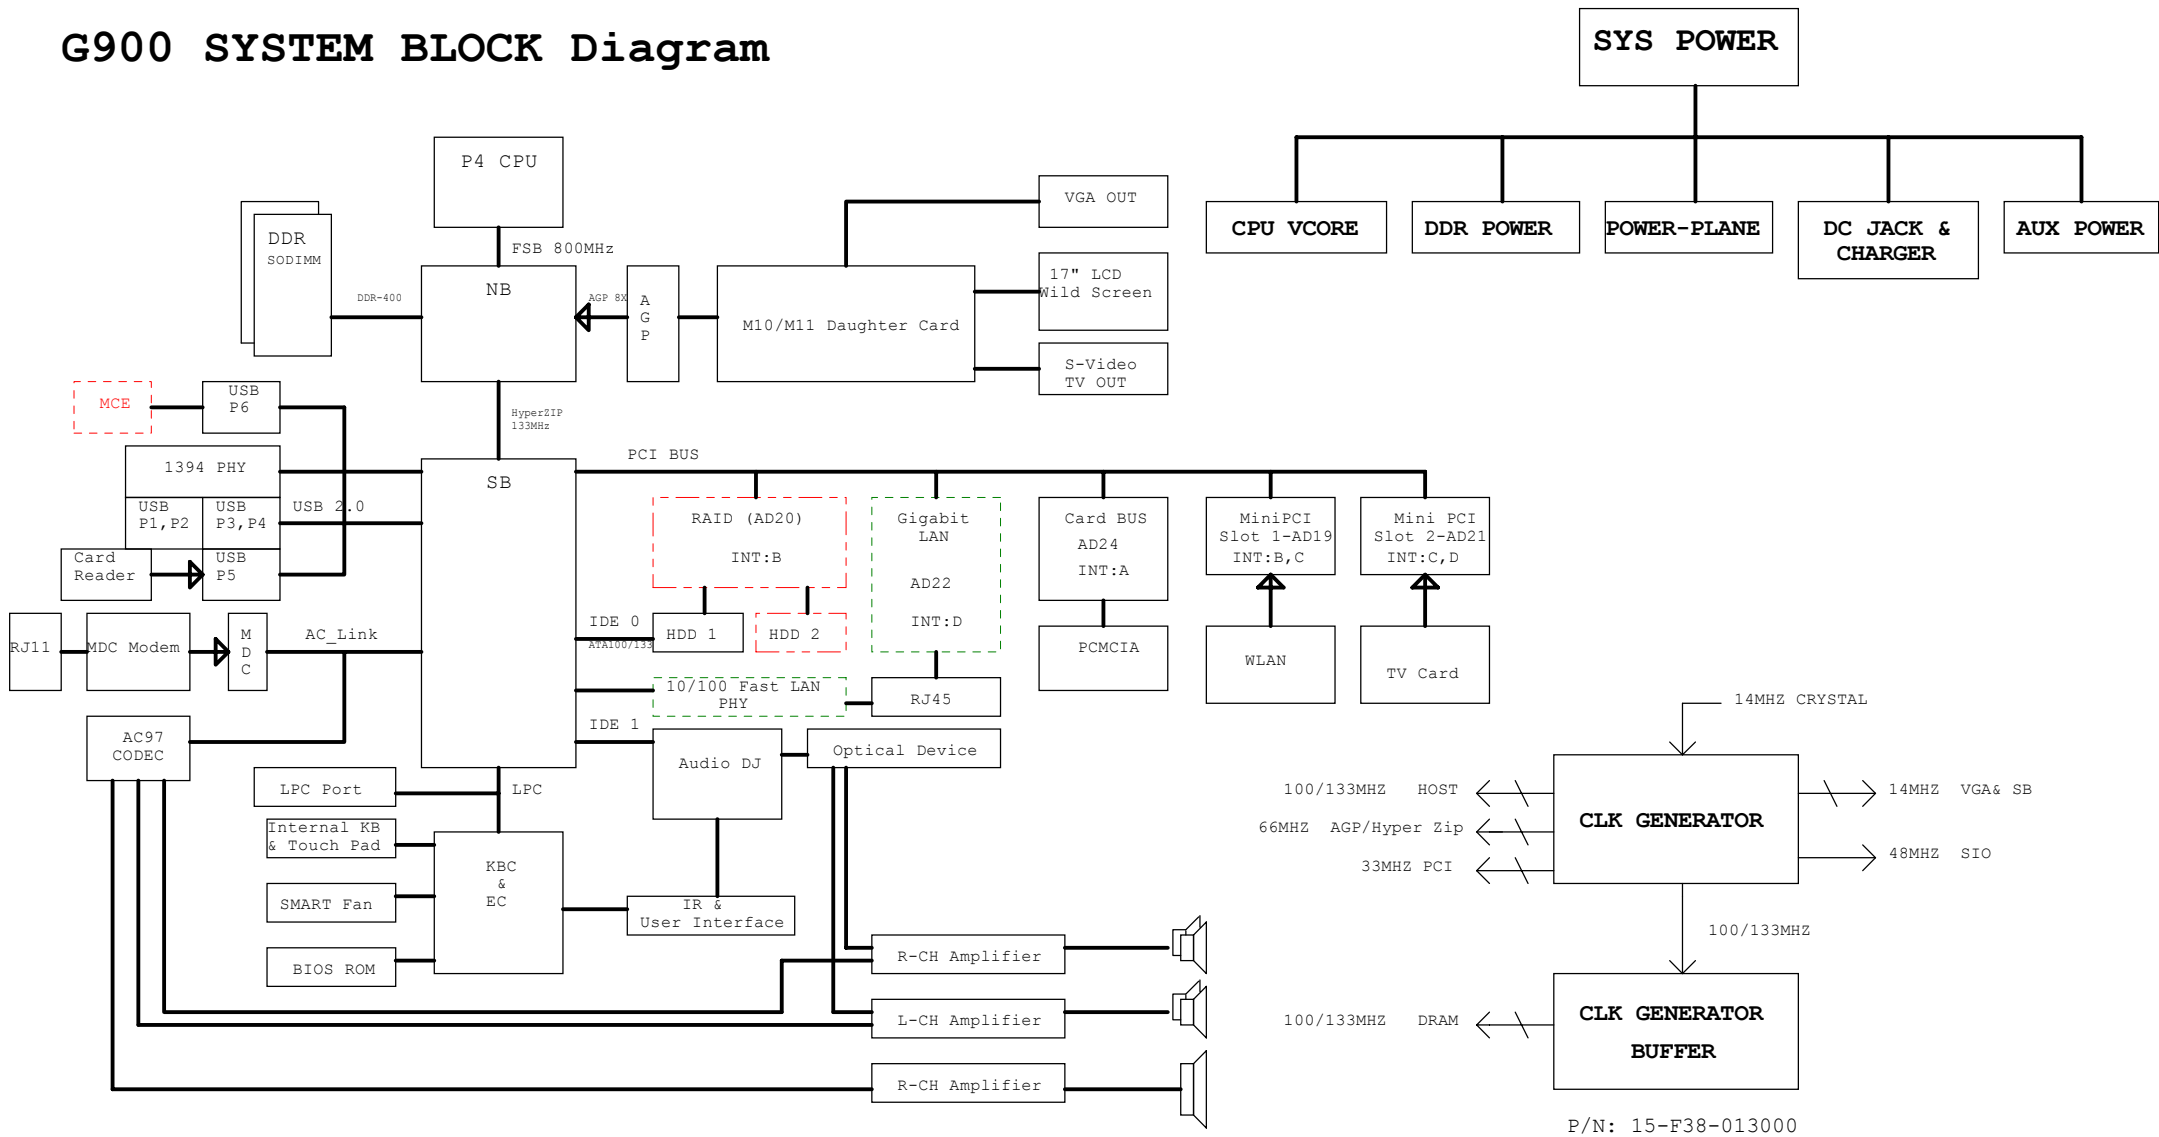 G900 SYSTEM BLOCK Diagram
SYS POWER
CPU VCORE
DDR POWER
POWER-PLANE
DC JACK &
CHARGER
AUX POWER
P4 CPU
FSB 800MHz
DDR
SODIMM
DDR-400
NB
AGP 8X
A
G
P
M10/M11 Daughter Card
VGA OUT
17" LCD
Wild Screen
S-Video
TV OUT
HyperZIP
133MHz
MCE
USB
P6
1394 PHY
USB
P1,P2
USB
P3,P4
USB 2.0
Card
Reader
USB
P5
SB
PCI BUS
RAID (AD20)
INT:B
Gigabit
LAN
AD22
INT:D
Card BUS
AD24
INT:A
MiniPCI
Slot 1-AD19
INT:B,C
Mini PCI
Slot 2-AD21
INT:C,D
IDE 0
ATA100/133
HDD 1
HDD 2
PCMCIA
WLAN
TV Card
RJ11
MDC Modem
M
D
C
AC_Link
10/100 Fast LAN
PHY
RJ45
IDE 1
AC97
CODEC
Audio DJ
Optical Device
LPC Port
LPC
Internal KB
& Touch Pad
KBC
&
EC
SMART Fan
BIOS ROM
IR &
User Interface
R-CH Amplifier
L-CH Amplifier
R-CH Amplifier
14MHZ CRYSTAL
100/133MHZ HOST
66MHZ AGP/Hyper Zip
33MHZ PCI
CLK GENERATOR
14MHZ VGA& SB
48MHZ SIO
100/133MHZ
100/133MHZ DRAM
CLK GENERATOR
BUFFER
P/N: 15-F38-013000